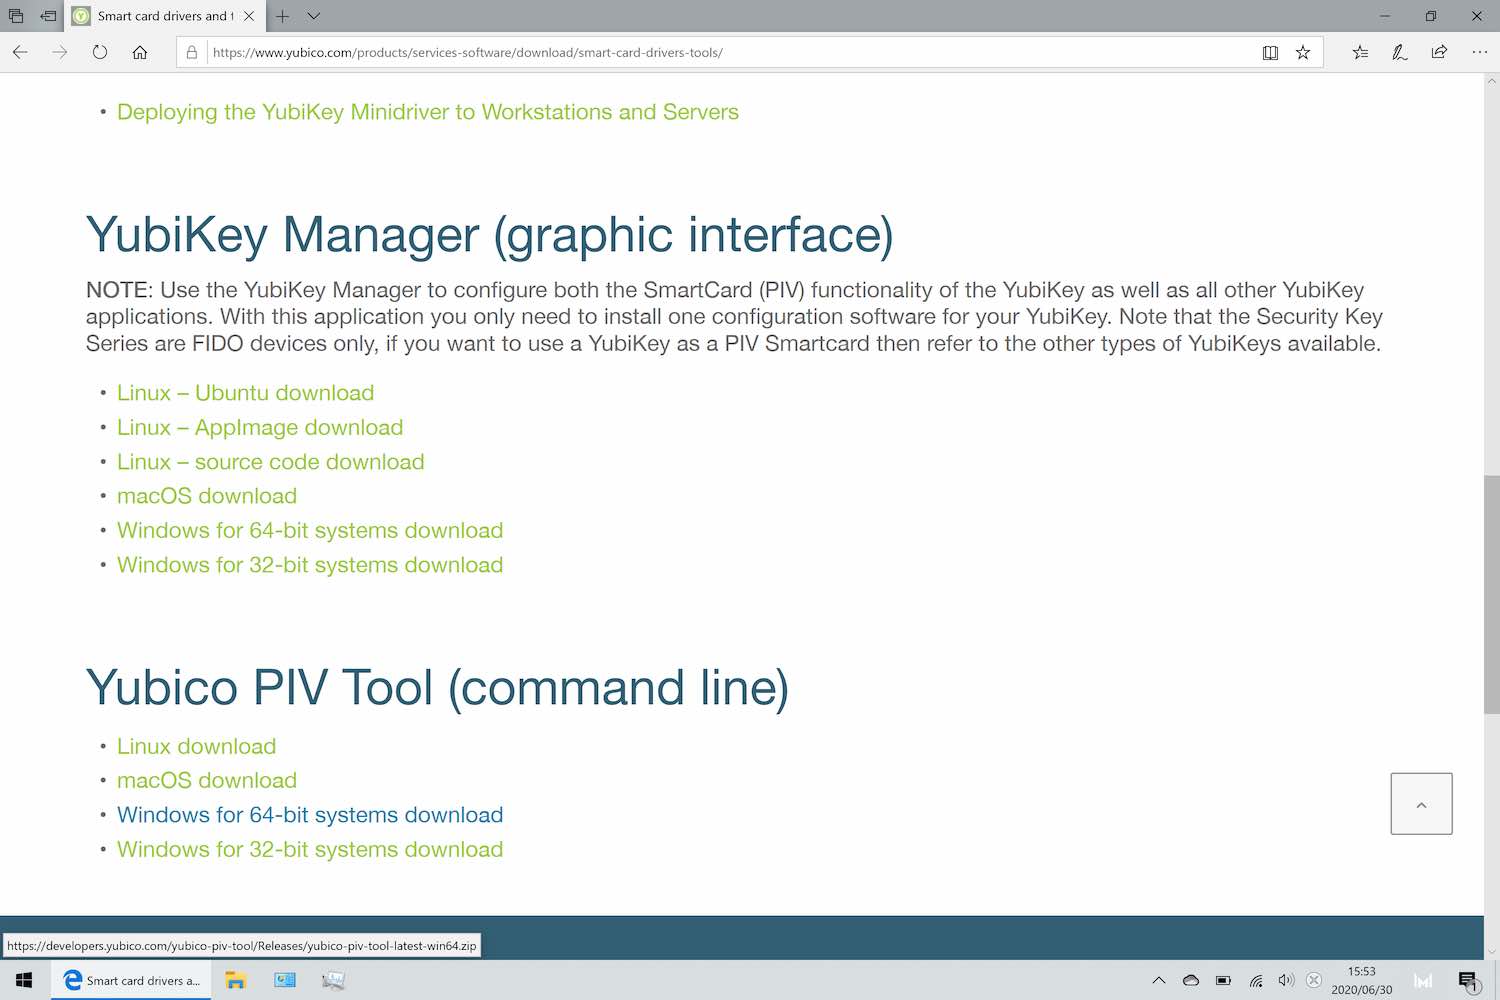 Smart card drivers and t
https://www.yubico.com/products/services-software/download/smart-card-drivers-tools/
• Deploying the YubiKey Minidriver to Workstations and Servers
YubiKey Manager (graphic interface)
NOTE: Use the YubiKey Manager to configure both the SmartCard (PIV) functionality of the YubiKey as well as all other YubiKey
applications. With this application you only need to install one configuration software for your YubiKey. Note that the Security Key
Series are FIDO devices only, if you want to use a YubiKey as a PIV Smartcard then refer to the other types of YubiKeys available.
• Linux – Ubuntu download
• Linux – AppImage download
• Linux – source code download
• macOS download
• Windows for 64-bit systems download
• Windows for 32-bit systems download
Yubico PIV Tool (command line)
• Linux download
• macOS download
• Windows for 64-bit systems download
• Windows for 32-bit systems download
https://developers.yubico.com/yubico-piv-tool/Releases/yubico-piv-tool-latest-win64.zip
Smart card drivers a...
15:53
2020/06/30
1